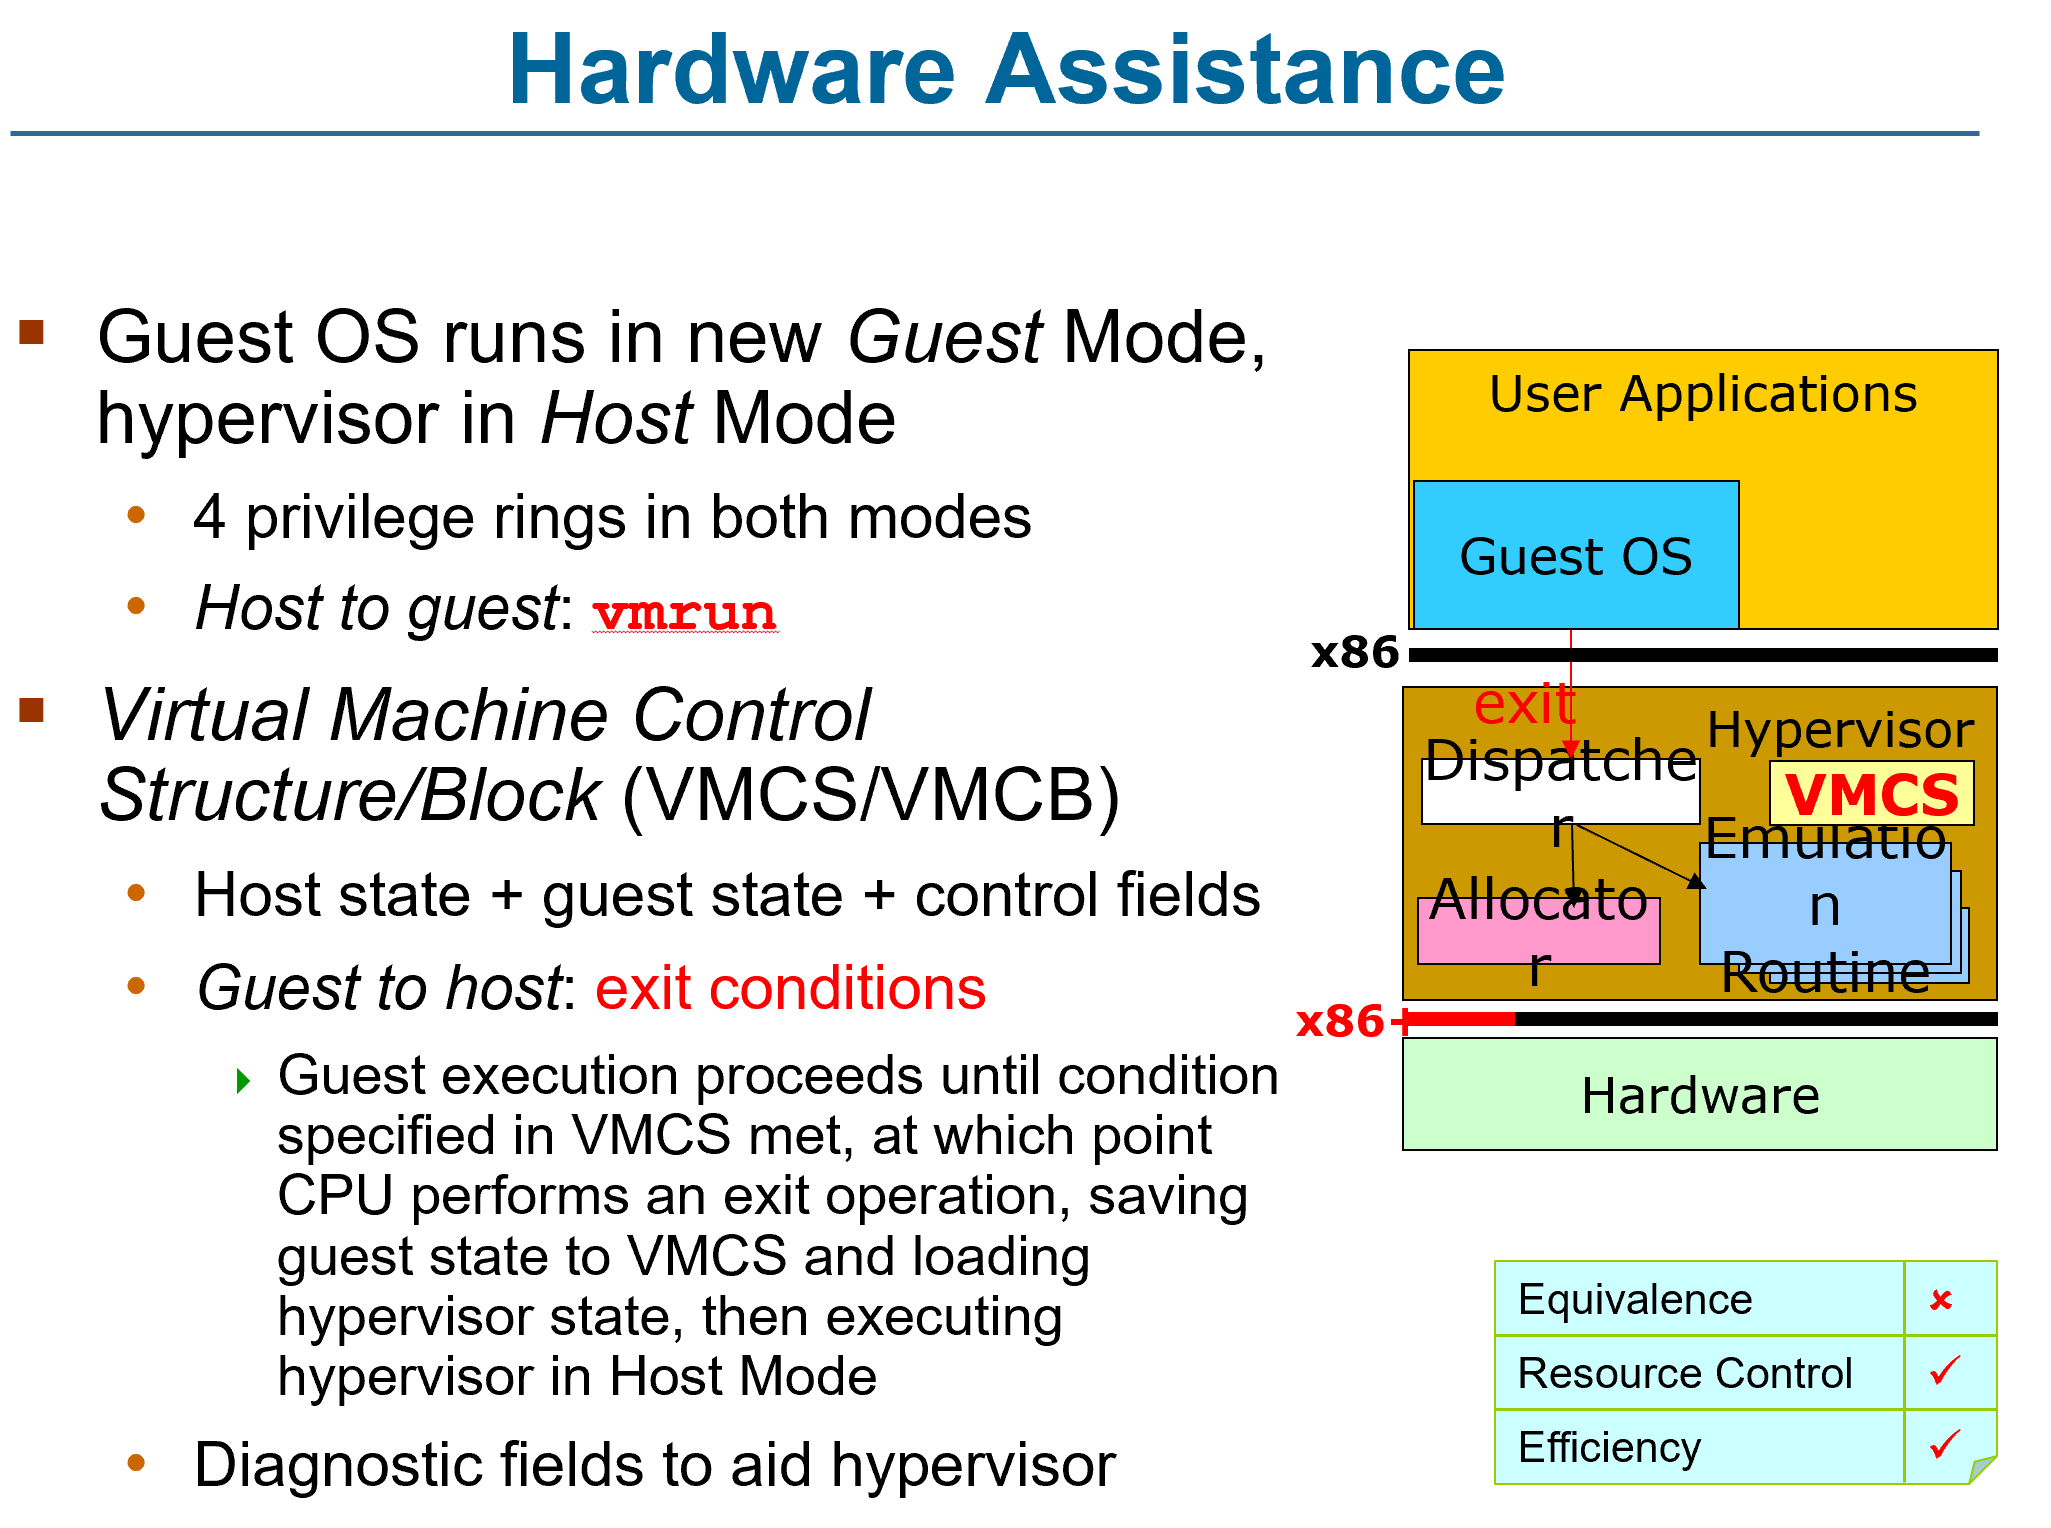 Hardware Assistance
Guest OS runs in new Guest Mode,
hypervisor in Host Mode
4 privilege rings in both modes
Host to guest: vmrun
Virtual Machine Control
Structure/Block (VMCS/VMCB)
Host state + guest state + control fields
Guest to host: exit conditions
Guest execution proceeds until condition
specified in VMCS met, at which point
CPU performs an exit operation, saving
guest state to VMCS and loading
hypervisor state, then executing
hypervisor in Host Mode
Diagnostic fields to aid hypervisor
User Applications
Guest OS
x86
exit
Hypervisor
Dispatche
r
VMCS
Emulatio
n
Routine
Allocato
r
x86+
Hardware
Equivalence ×
Resource Control ✓
Efficiency ✓